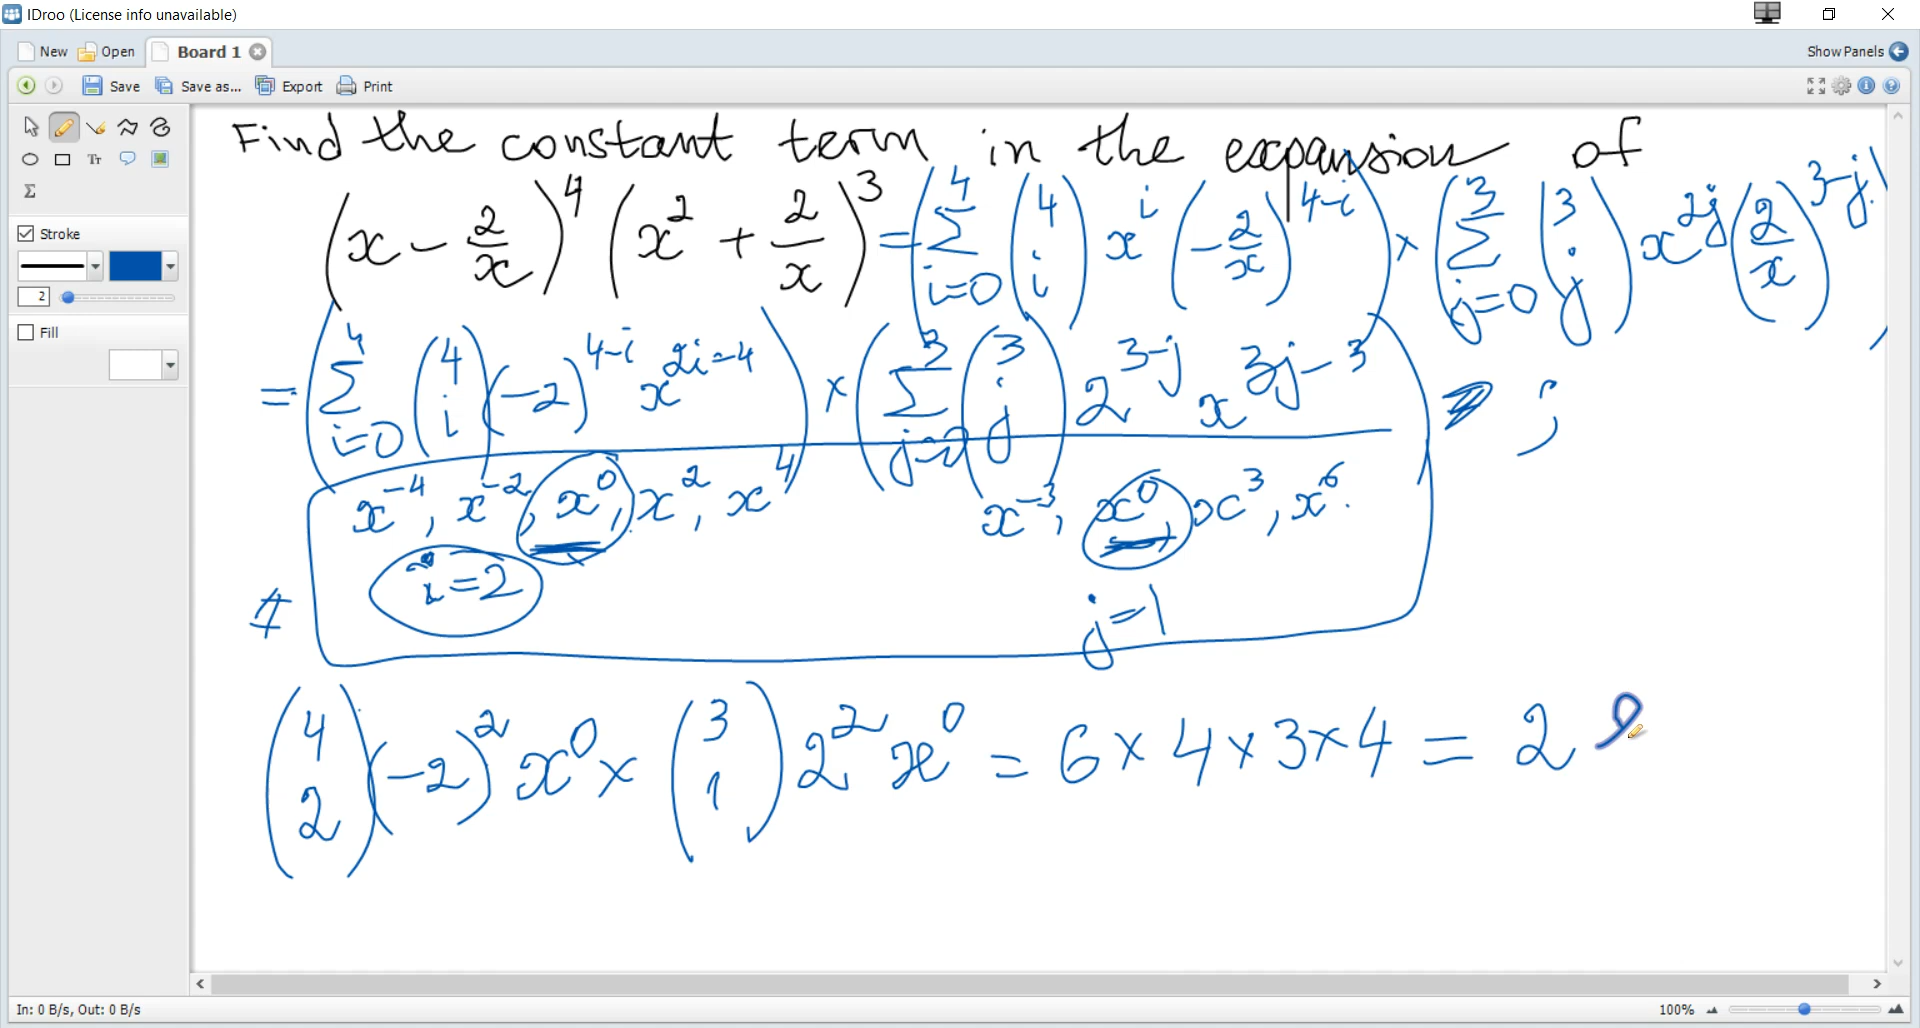 IDroo (License info unavailable)
New Open Board 1 Show Panels
Save Save as... Export Print
Tt
Σ
Stroke
2
Fill
Find the constant term in the expansion of
(x - 2/x)^4 (x^2 + 2/x)^3 = (∑_{i=0}^{4} (4 i) x^i (-2/x)^{4-i}) × (∑_{j=0}^{3} (3 j) x^{2j} (2/x)^{3-j})
= (∑_{i=0}^{4} (4 i) (-2)^{4-i} x^{2i-4}) × (∑_{j=0}^{3} (3 j) 2^{3-j} x^{3j-3}) ;
x^{-4}, x^{-2}, x^0, x^2, x^4 x^{-3}, x^0, x^3, x^6.
i=2 j=1
(4 2) (-2)^2 x^0 × (3 1) 2^2 x^0 = 6 × 4 × 3 × 4 = 2
In: 0 B/s, Out: 0 B/s 100%